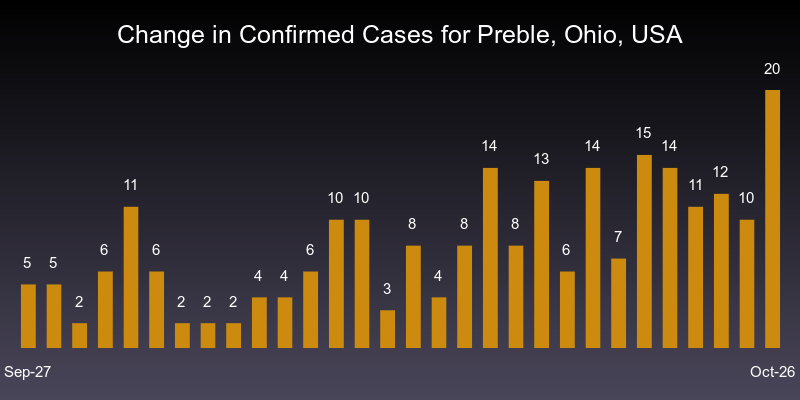 Change in Confirmed Cases for Preble, Ohio, USA
5 5 2 6 11 6 2 2 2 4 4 6 10 10 3 8 4 8 14 8 13 6 14 7 15 14 11 12 10 20
Sep-27 Oct-26